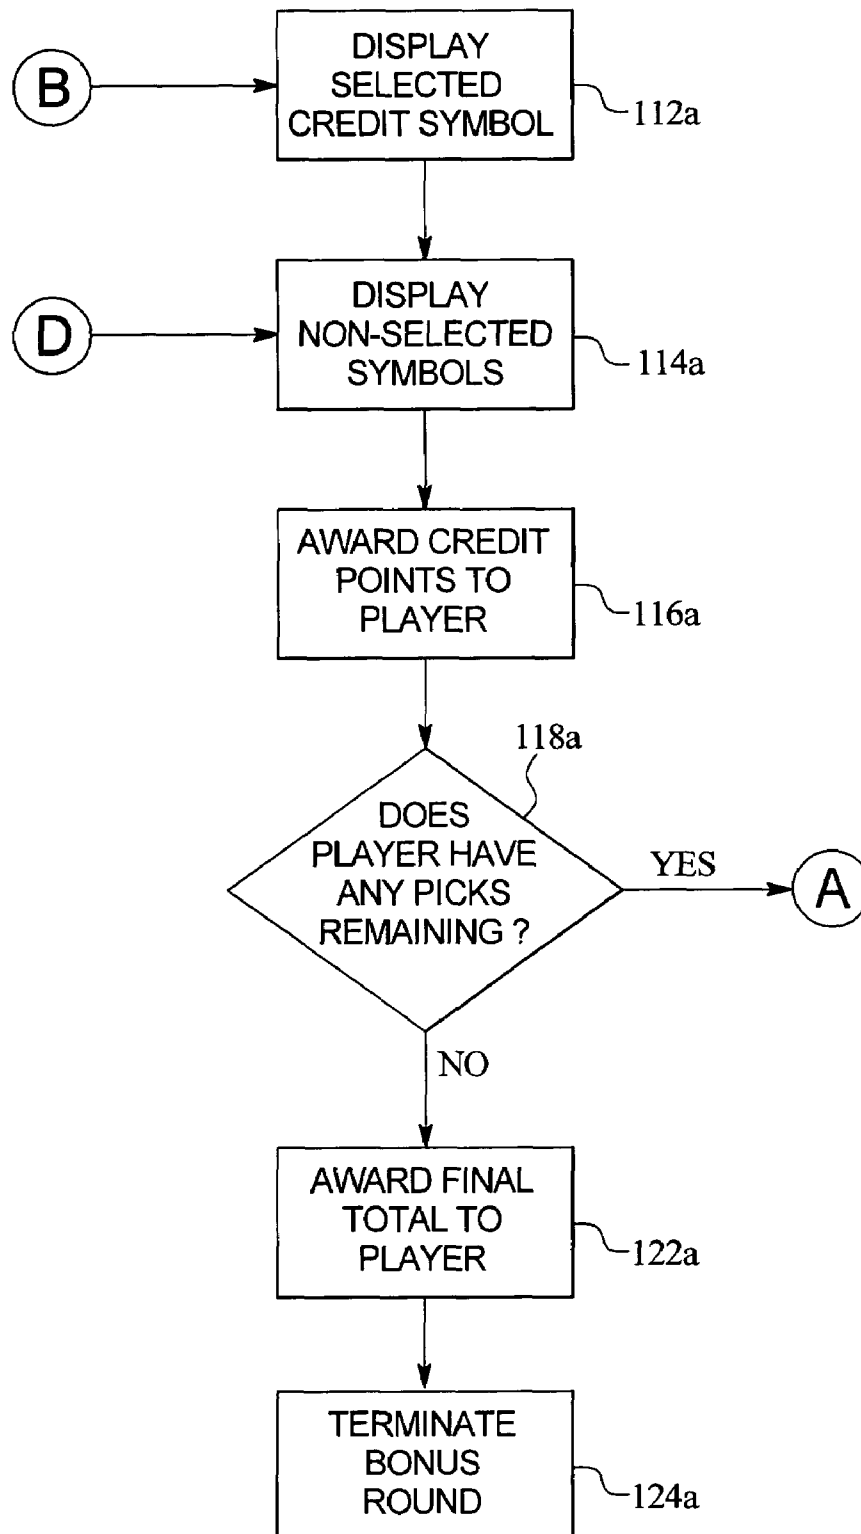 B
DISPLAY
SELECTED
CREDIT SYMBOL
112a
D
DISPLAY
NON-SELECTED
SYMBOLS
114a
AWARD CREDIT
POINTS TO
PLAYER
116a
118a
DOES
PLAYER HAVE
ANY PICKS
REMAINING ?
YES
A
NO
AWARD FINAL
TOTAL TO
PLAYER
122a
TERMINATE
BONUS
ROUND
124a